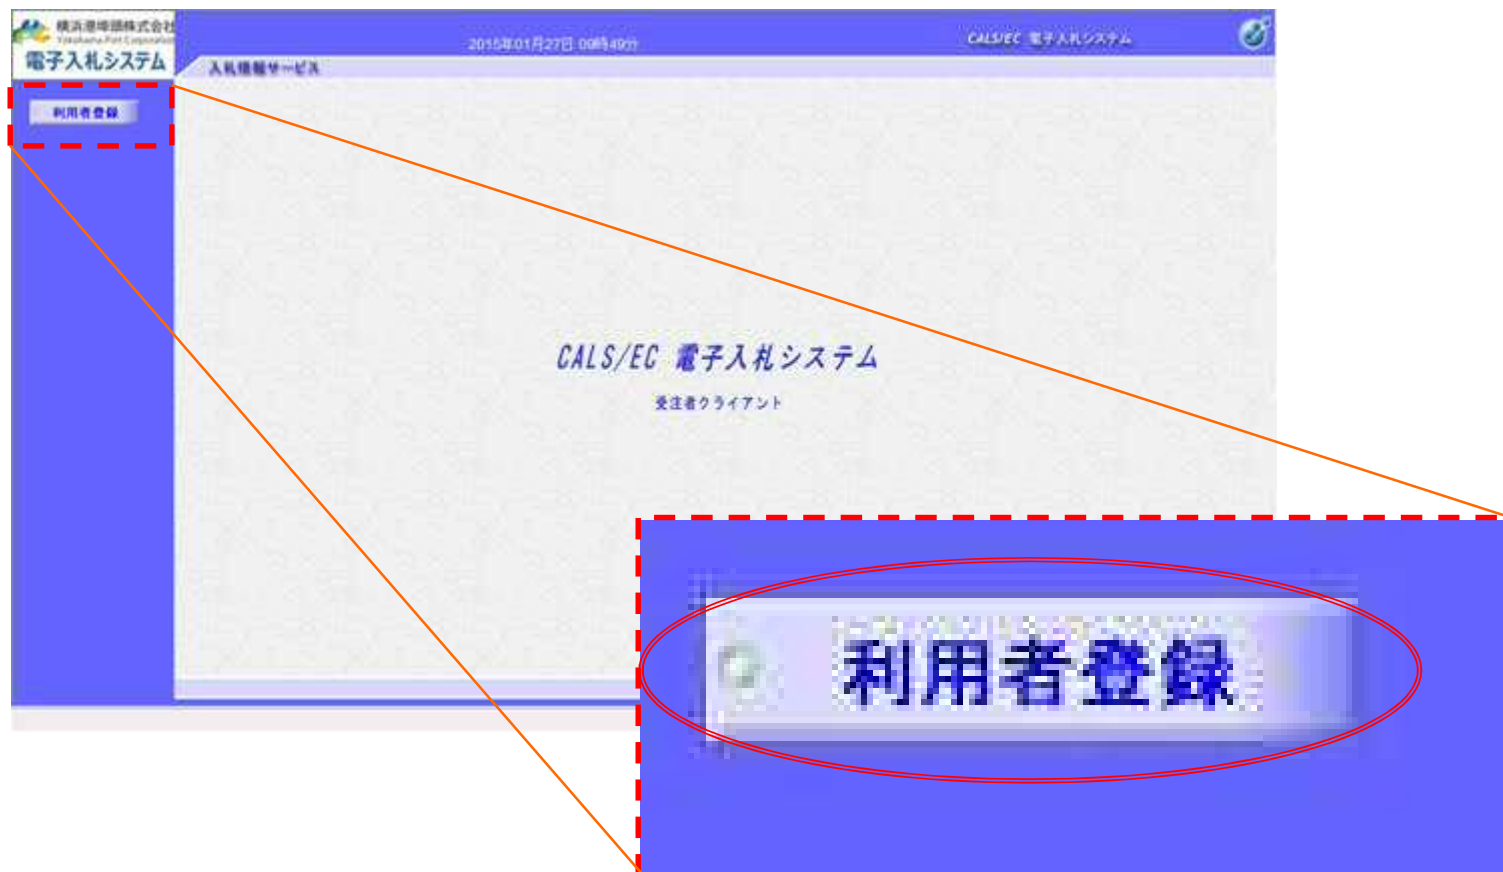 横浜港埠頭株式会社
Yokohama Port Corporation
電子入札システム
2015年01月27日 09時49分
CALS/EC 電子入札システム
入札情報サービス
利用者登録
CALS/EC 電子入札システム
受注者クライアント
利用者登録